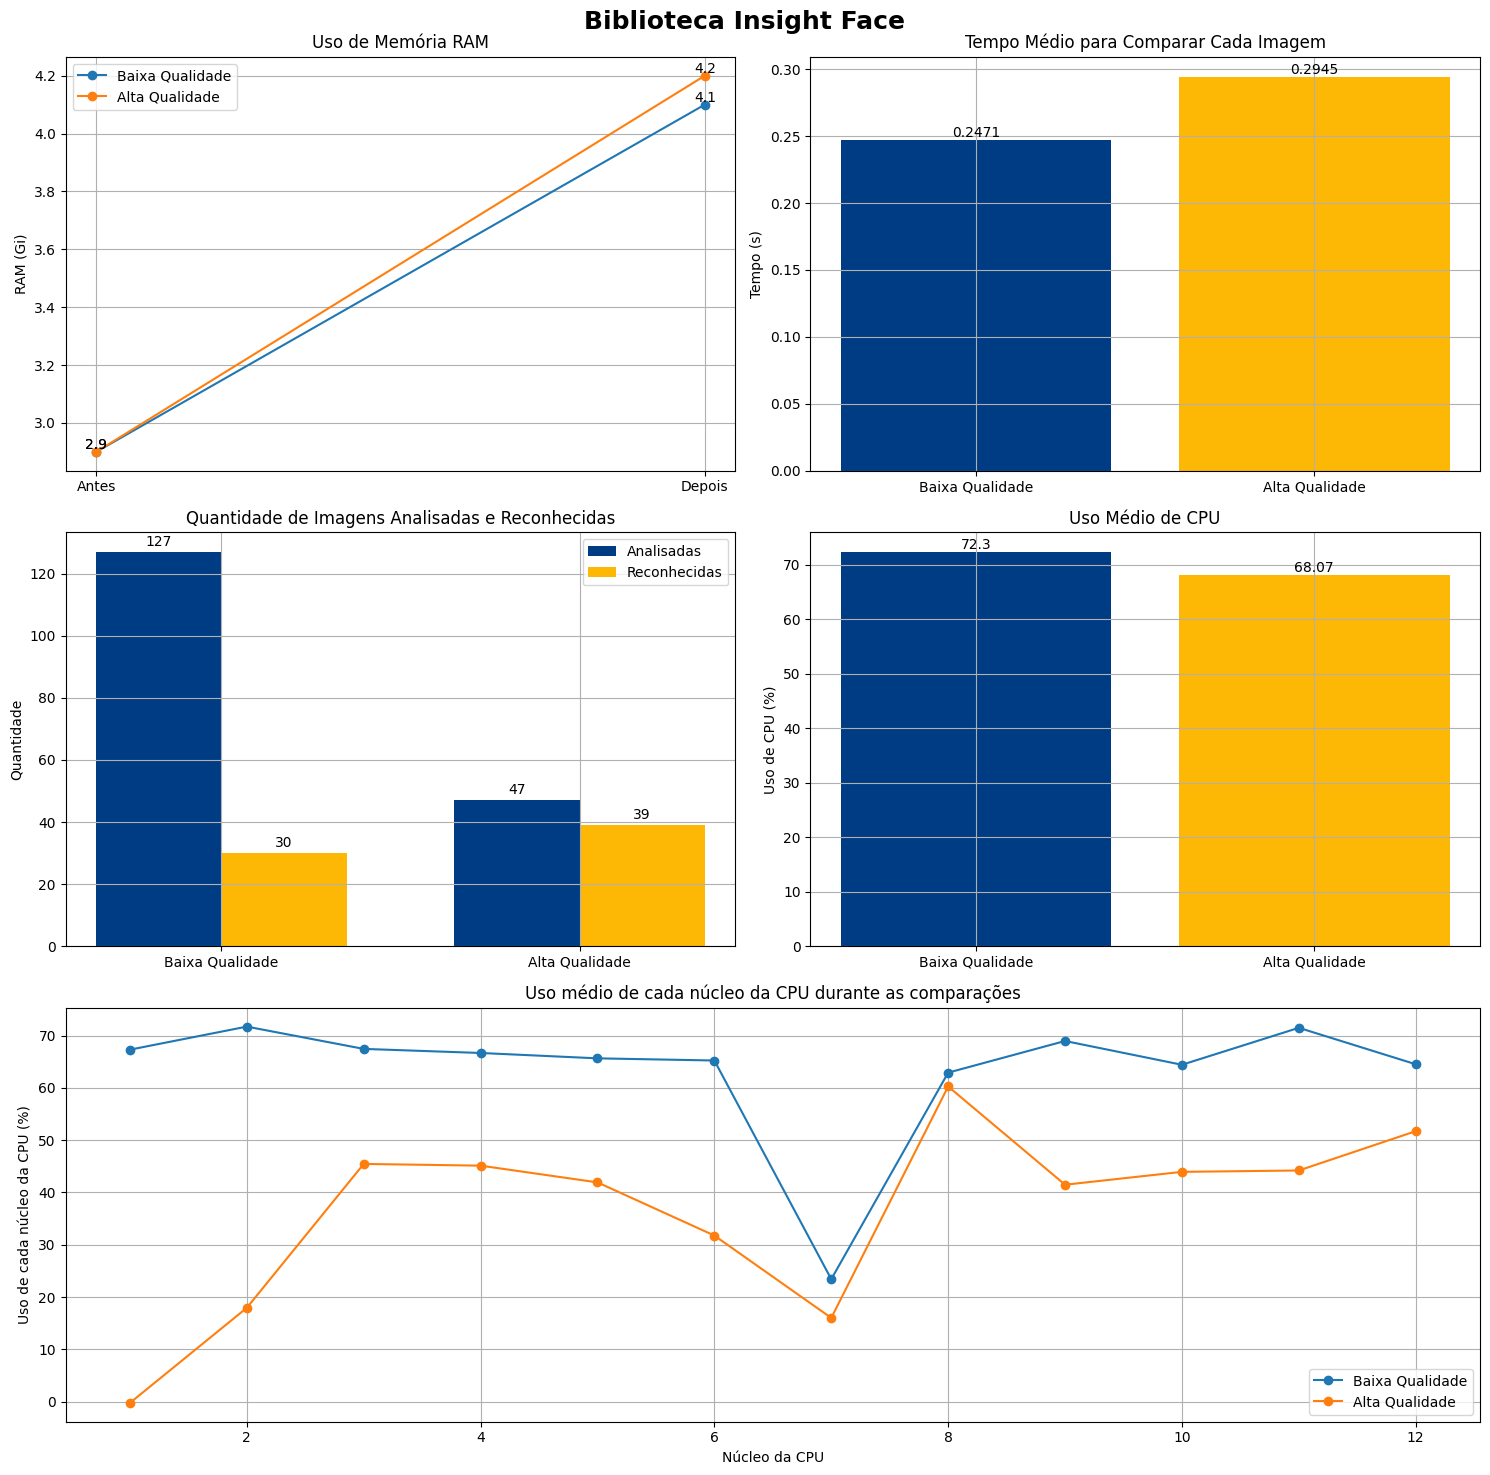 Biblioteca Insight Face
Uso de Memória RAM
Baixa Qualidade
Alta Qualidade
RAM (Gi)
4.2
4.0
3.8
3.6
3.4
3.2
3.0
4.2
4.1
2.9
2.9
Antes
Depois
Tempo Médio para Comparar Cada Imagem
Tempo (s)
0.30
0.25
0.20
0.15
0.10
0.05
0.00
0.2471
0.2945
Baixa Qualidade
Alta Qualidade
Quantidade de Imagens Analisadas e Reconhecidas
Analisadas
Reconhecidas
Quantidade
120
100
80
60
40
20
0
127
30
47
39
Baixa Qualidade
Alta Qualidade
Uso Médio de CPU
Uso de CPU (%)
70
60
50
40
30
20
10
0
72.3
68.07
Baixa Qualidade
Alta Qualidade
Uso médio de cada núcleo da CPU durante as comparações
Uso de cada núcleo da CPU (%)
70
60
50
40
30
20
10
0
Baixa Qualidade
Alta Qualidade
2
4
6
8
10
12
Núcleo da CPU